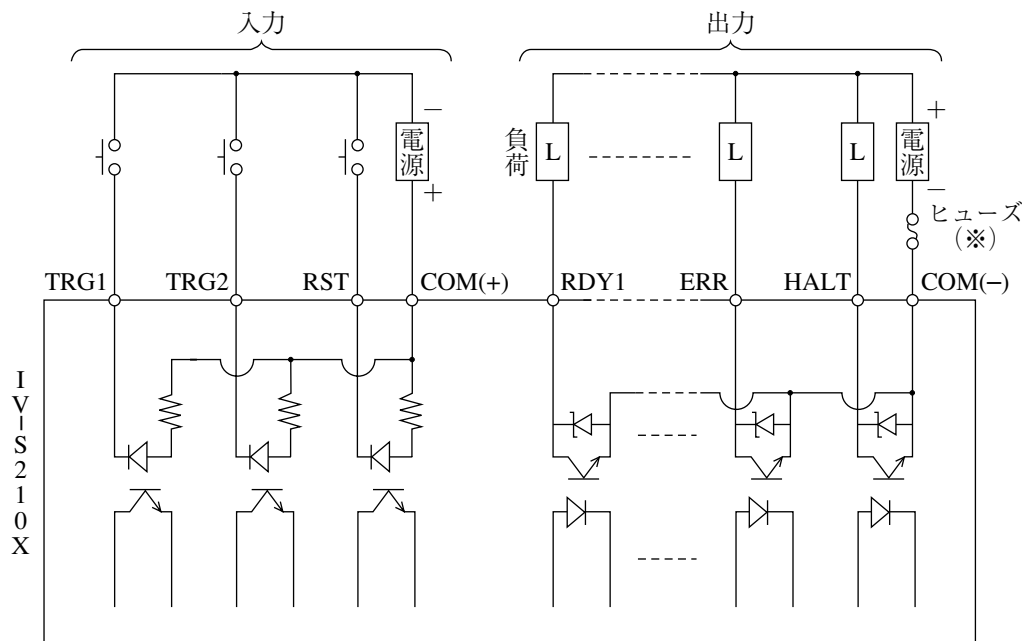 入力
出力
− + 
電源
+ −
負荷 L L L 電源
ヒューズ
(※)
TRG1 TRG2 RST COM(+) RDY1 ERR HALT COM(−)
IV-S210X